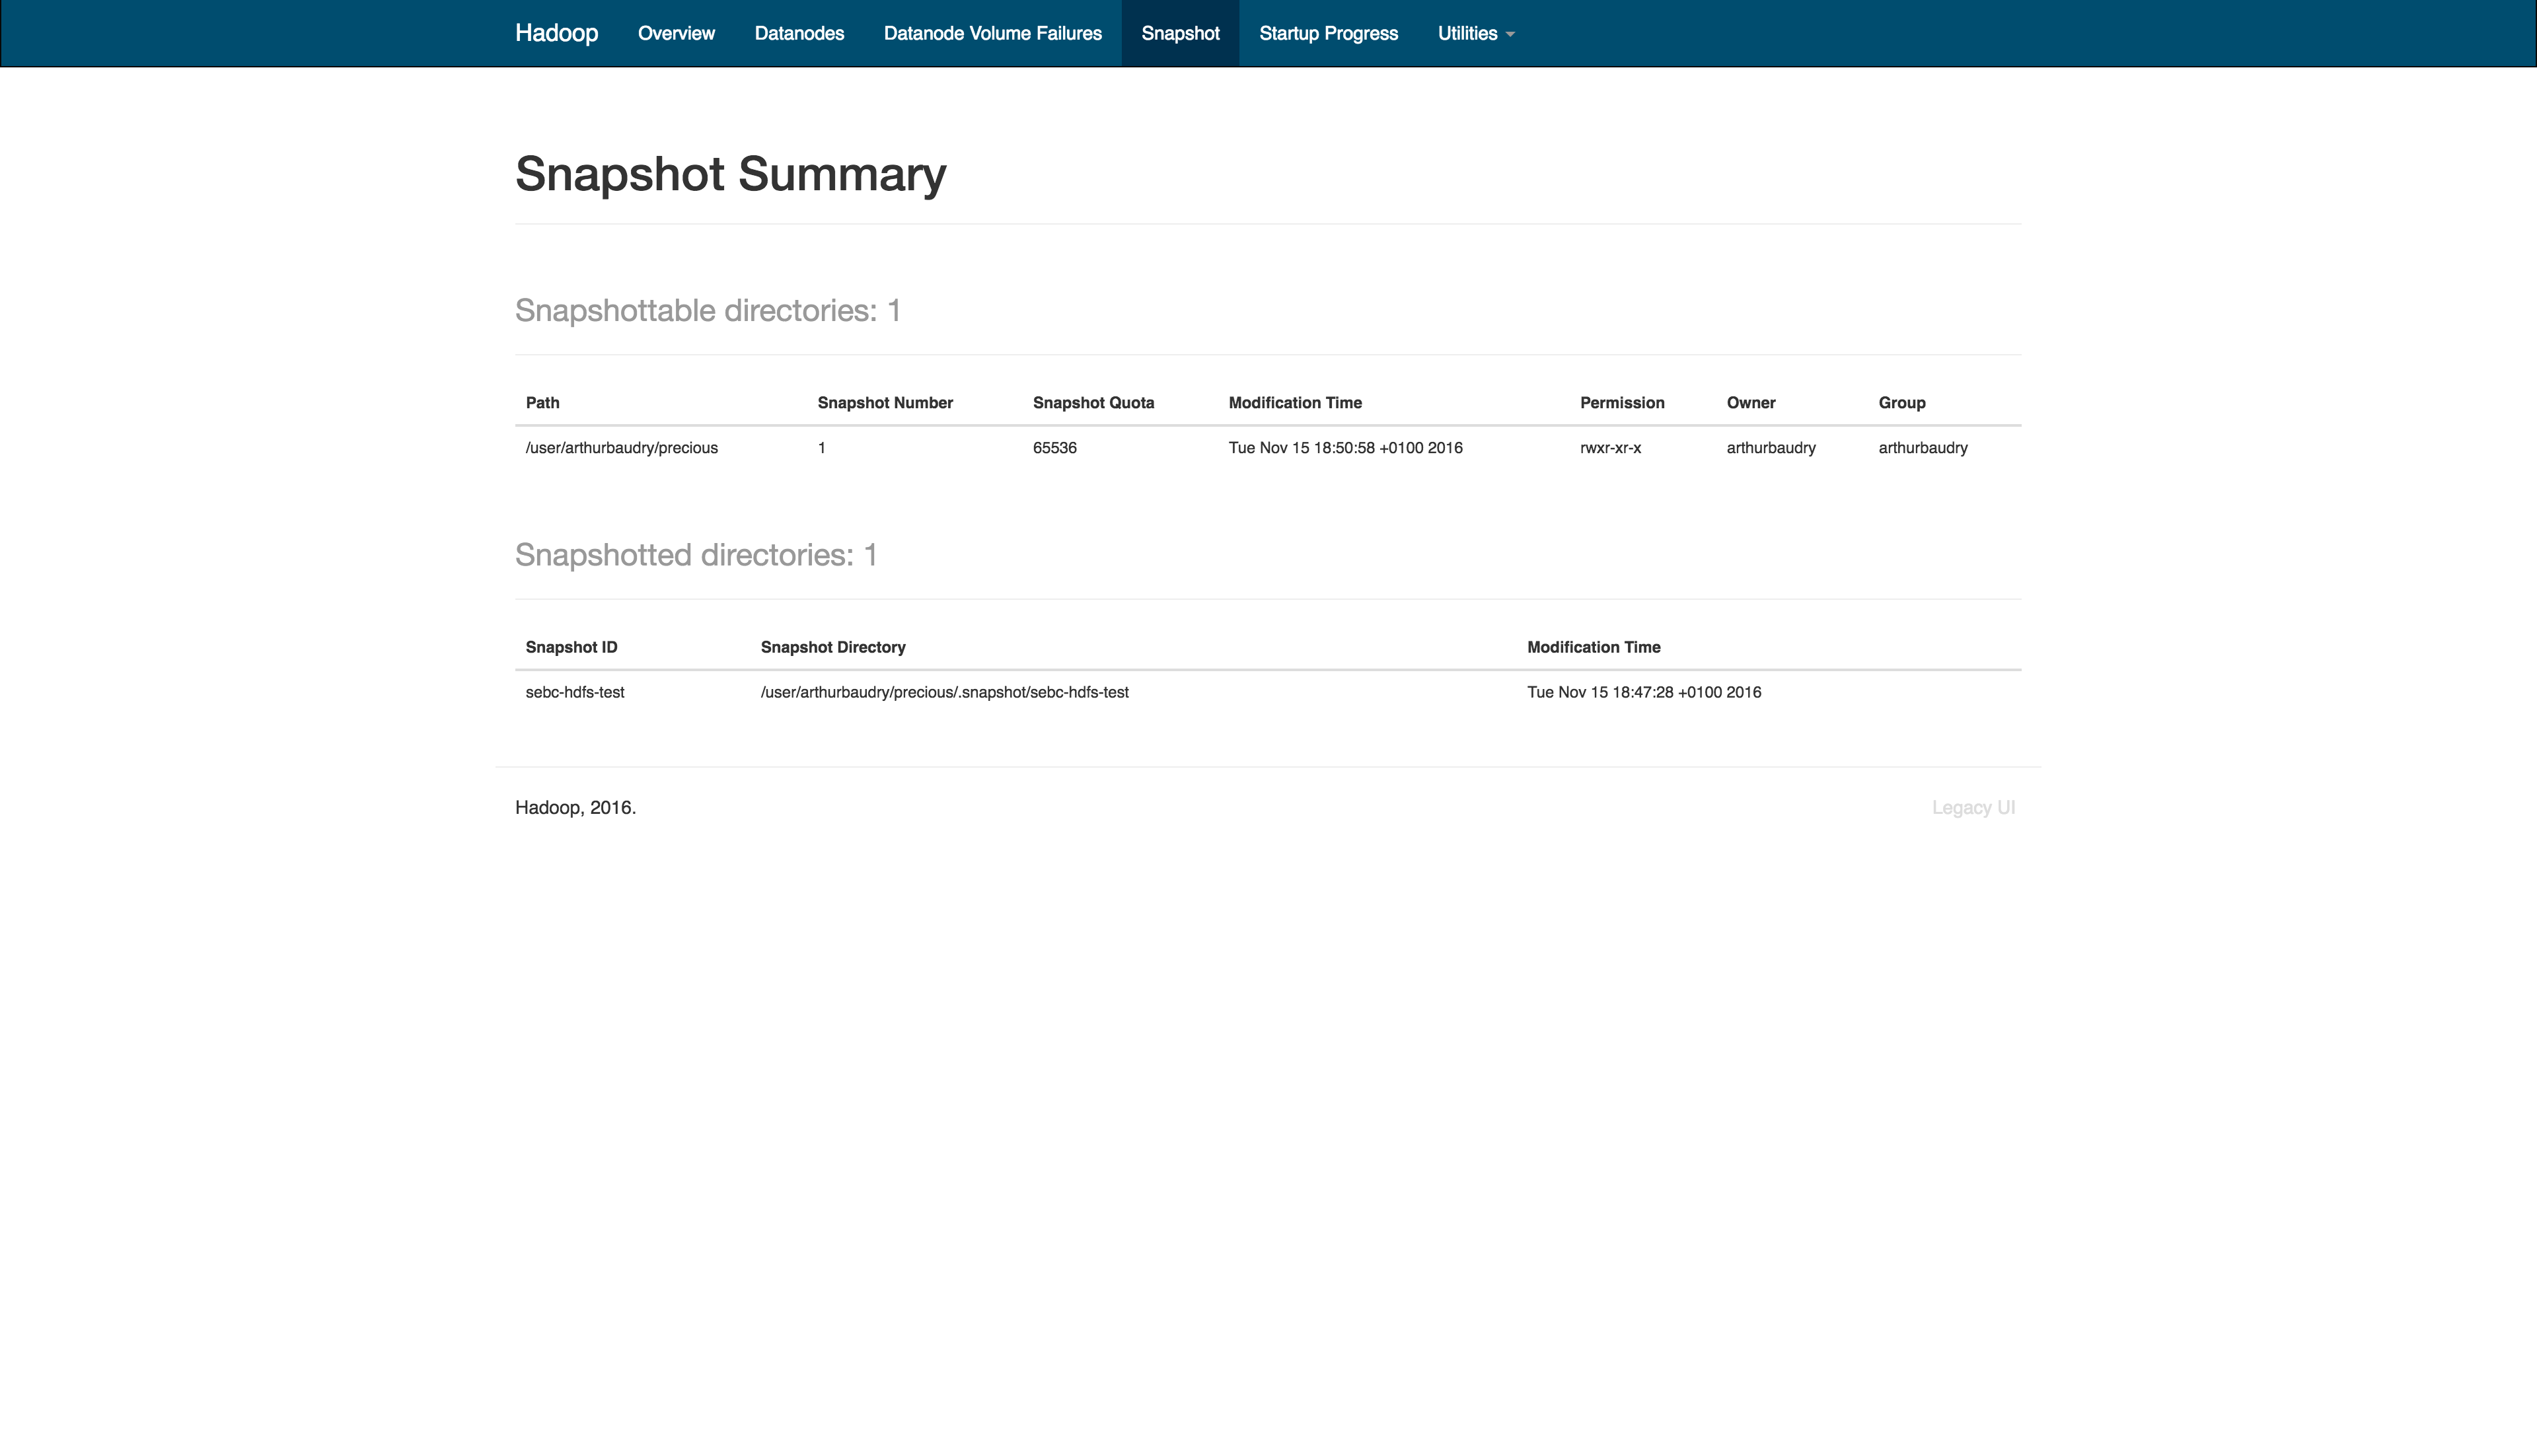 Hadoop Overview Datanodes Datanode Volume Failures Snapshot Startup Progress Utilities
Snapshot Summary
Snapshottable directories: 1
Path Snapshot Number Snapshot Quota Modification Time Permission Owner Group
/user/arthurbaudry/precious 1 65536 Tue Nov 15 18:50:58 +0100 2016 rwxr-xr-x arthurbaudry arthurbaudry
Snapshotted directories: 1
Snapshot ID Snapshot Directory Modification Time
sebc-hdfs-test /user/arthurbaudry/precious/.snapshot/sebc-hdfs-test Tue Nov 15 18:47:28 +0100 2016
Hadoop, 2016. Legacy UI